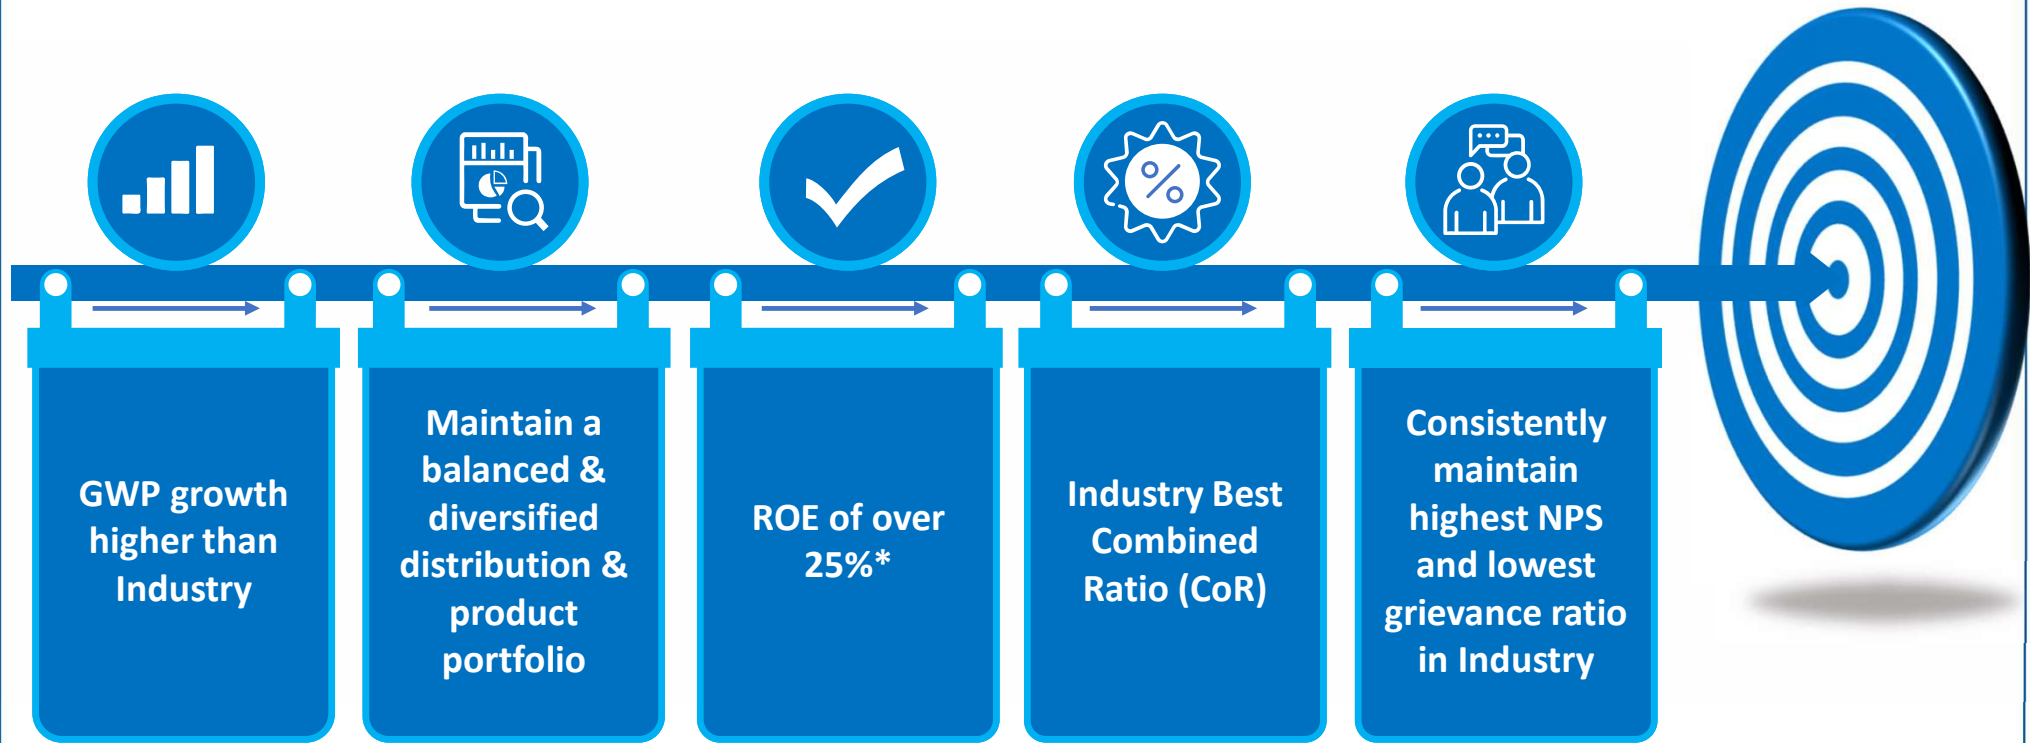 GWP growth
higher than
Industry
Maintain a
balanced &
diversified
distribution &
product
portfolio
ROE of over
25%*
Industry Best
Combined
Ratio (CoR)
Consistently
maintain
highest NPS
and lowest
grievance ratio
in Industry
%